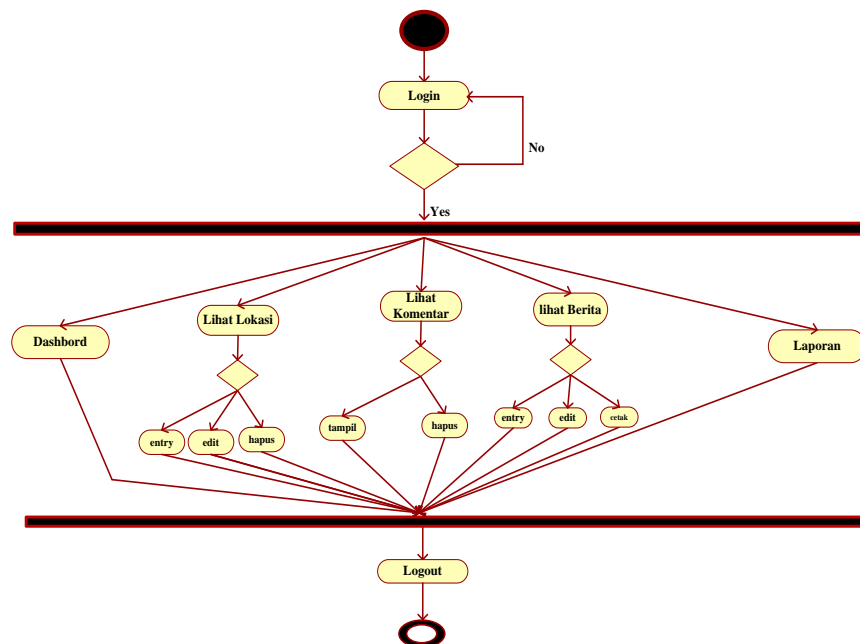 Login
No
Yes
Dashbord
Lihat Lokasi
Lihat
Komentar
lihat Berita
Laporan
entry
edit
hapus
tampil
hapus
entry
edit
cetak
Logout